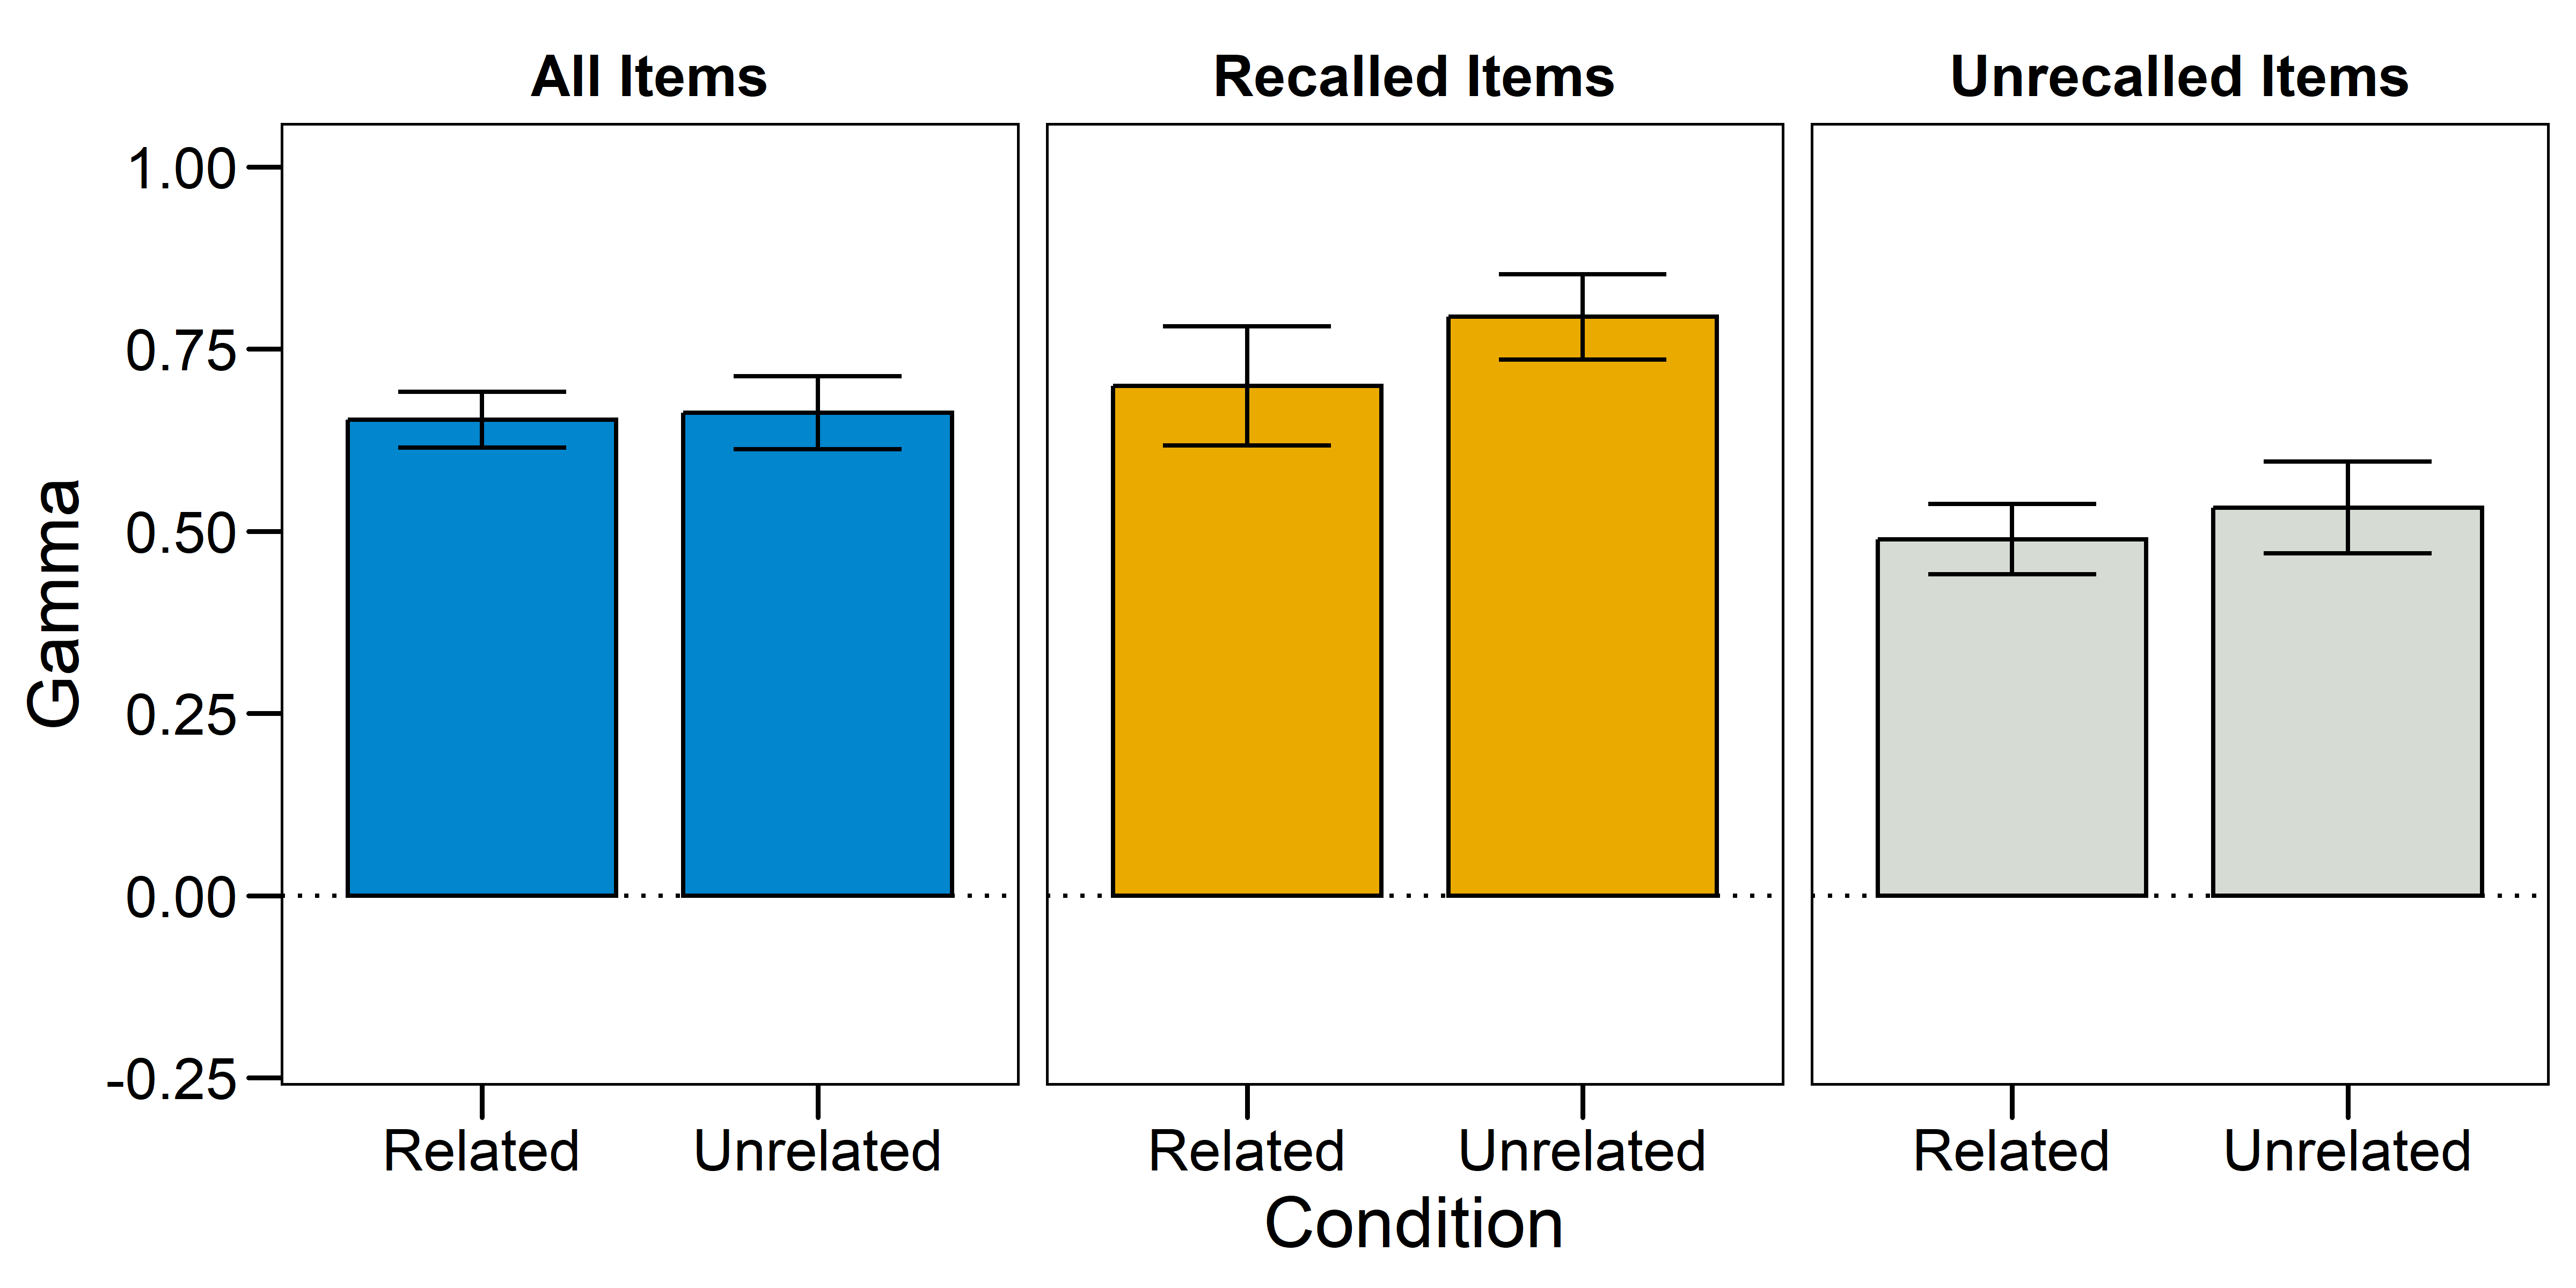 All Items
Recalled Items
Unrecalled Items
Gamma
1.00
0.75
0.50
0.25
0.00
-0.25
Related
Unrelated
Related
Unrelated
Related
Unrelated
Condition